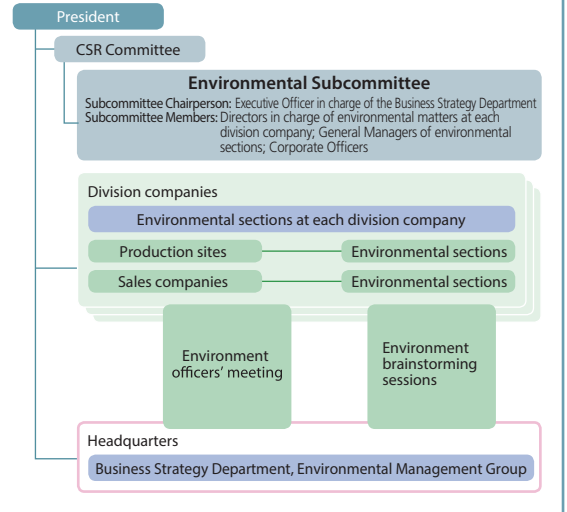 President
CSR Committee
Environmental Subcommittee
Subcommittee Chairperson: Executive Officer in charge of the Business Strategy Department
Subcommittee Members: Directors in charge of environmental matters at each
division company; General Managers of environmental
sections; Corporate Officers
Division companies
Environmental sections at each division company
Production sites Environmental sections
Sales companies Environmental sections
Environment
officers’ meeting
Environment
brainstorming
sessions
Headquarters
Business Strategy Department, Environmental Management Group